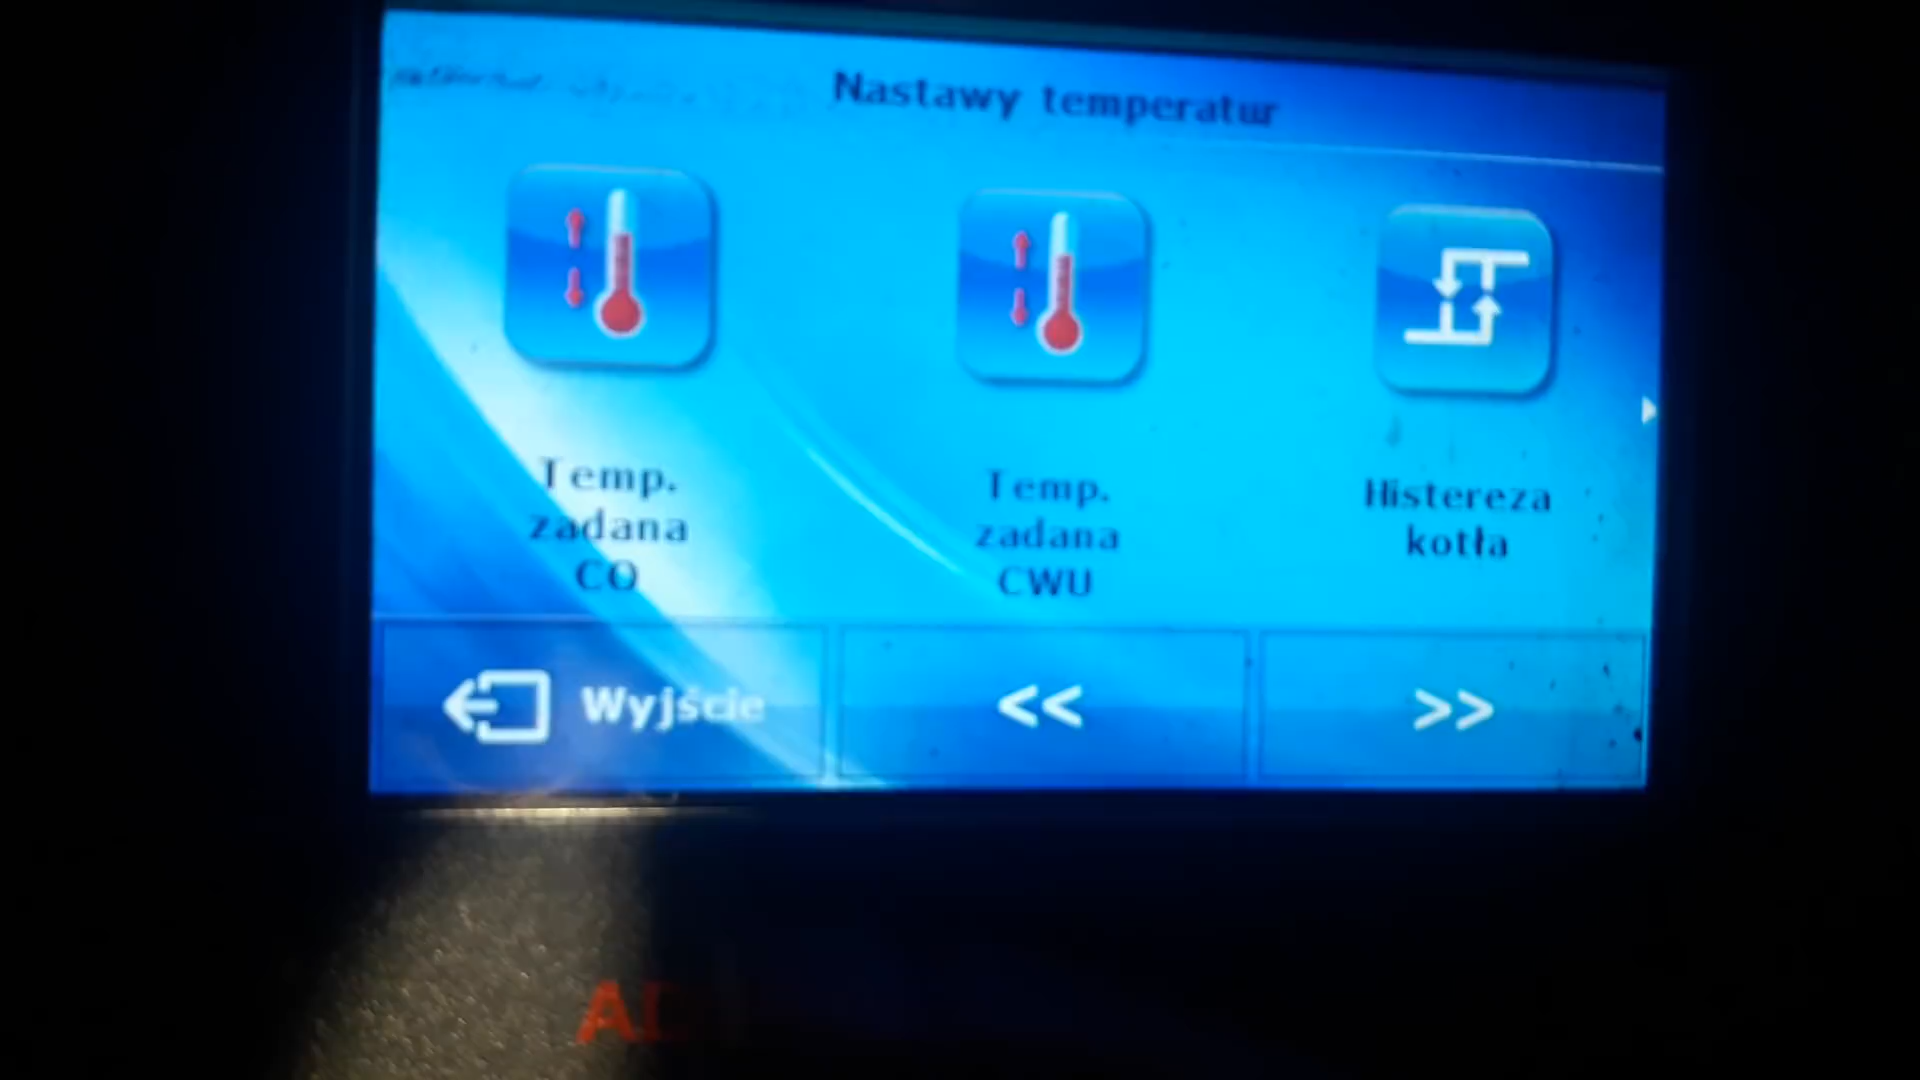 Nastawy temperatur
Temp.
zadana
CO
Temp.
zadana
CWU
Histereza
kotła
Wyjście
<<
>>